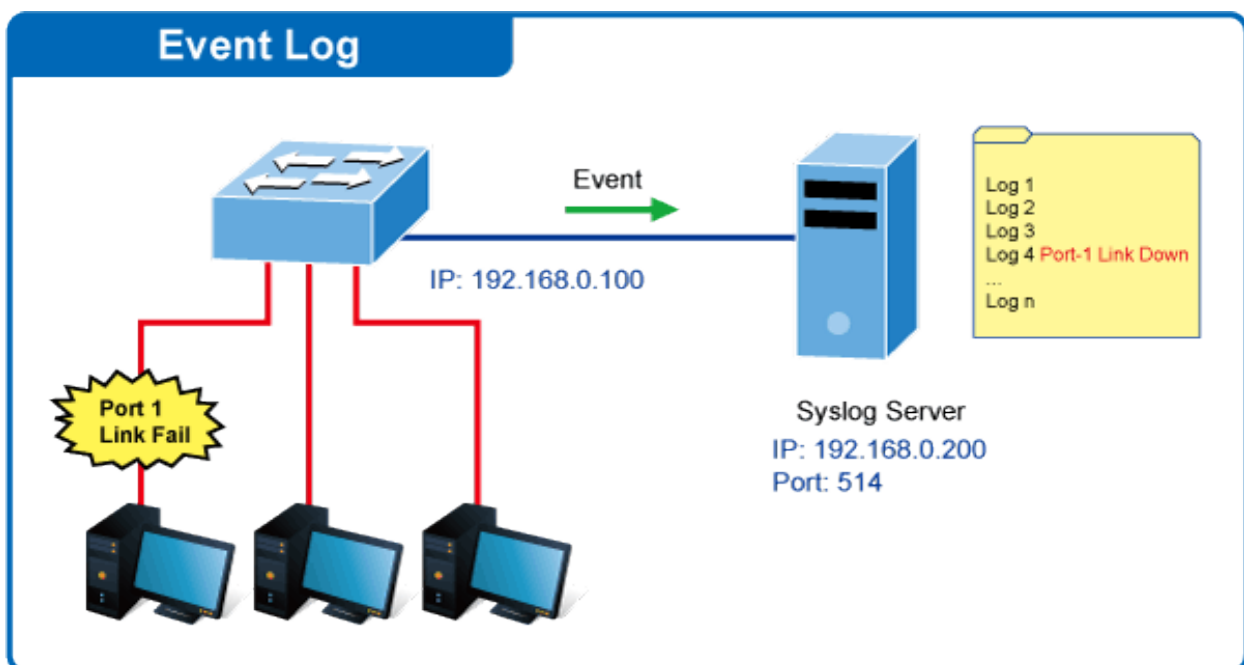 Event Log
Event
IP: 192.168.0.100
Log 1
Log 2
Log 3
Log 4 Port-1 Link Down
...
Log n
Port 1
Link Fail
Syslog Server
IP: 192.168.0.200
Port: 514